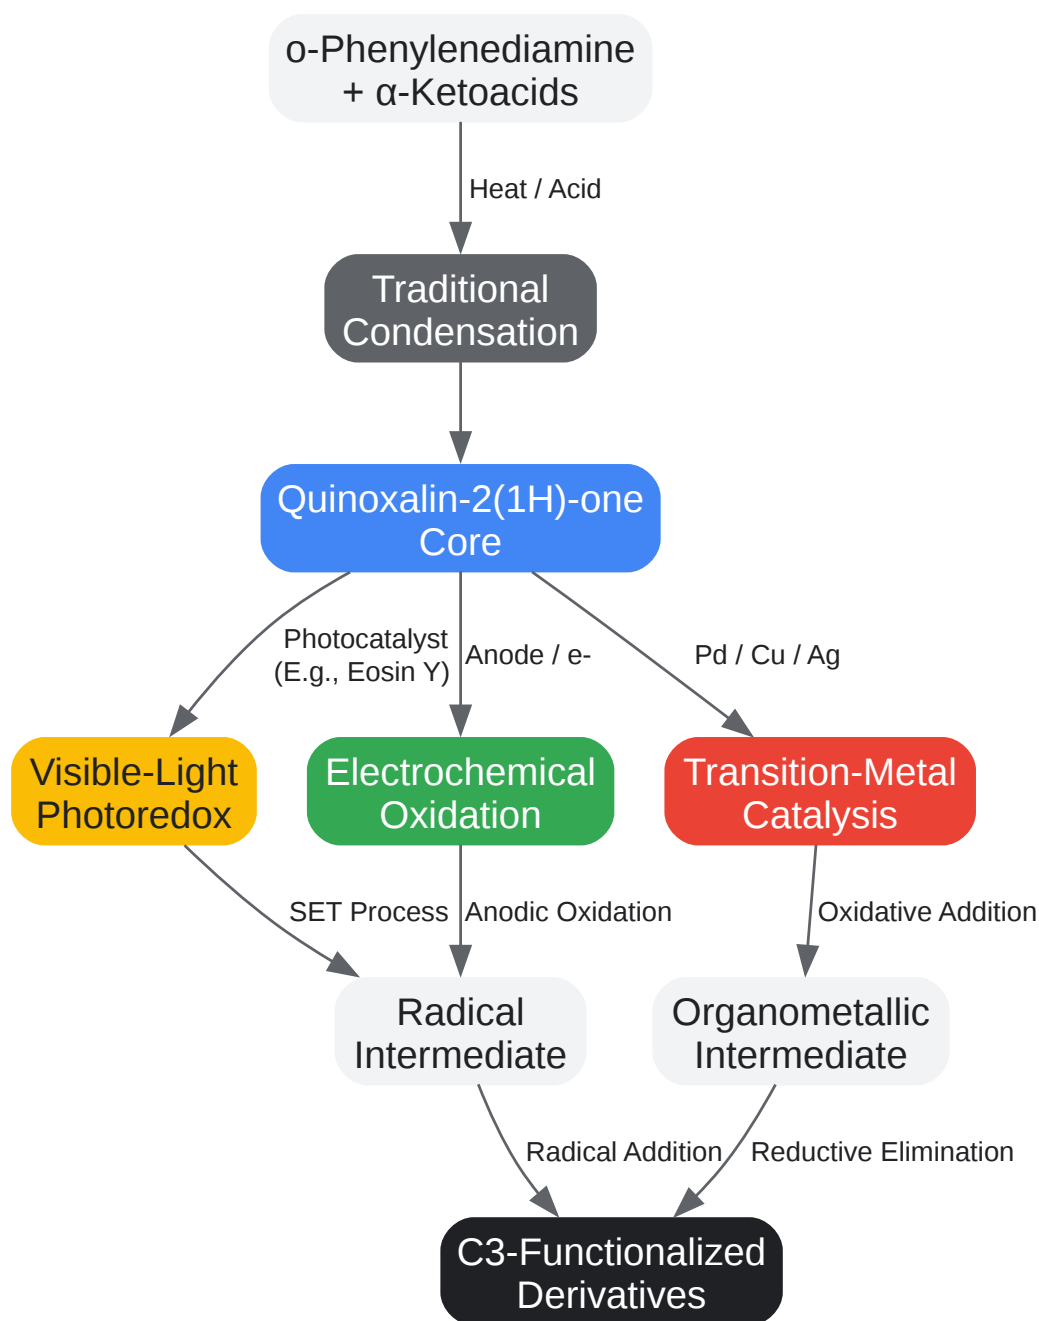 o-Phenylenediamine
+ α-Ketoacids
Heat / Acid
Traditional
Condensation
Quinoxalin-2(1H)-one
Core
Photocatalyst
(E.g., Eosin Y)
Anode / e-
Pd / Cu / Ag
Visible-Light
Photoredox
Electrochemical
Oxidation
Transition-Metal
Catalysis
SET Process
Anodic Oxidation
Oxidative Addition
Radical
Intermediate
Organometallic
Intermediate
Radical Addition
Reductive Elimination
C3-Functionalized
Derivatives